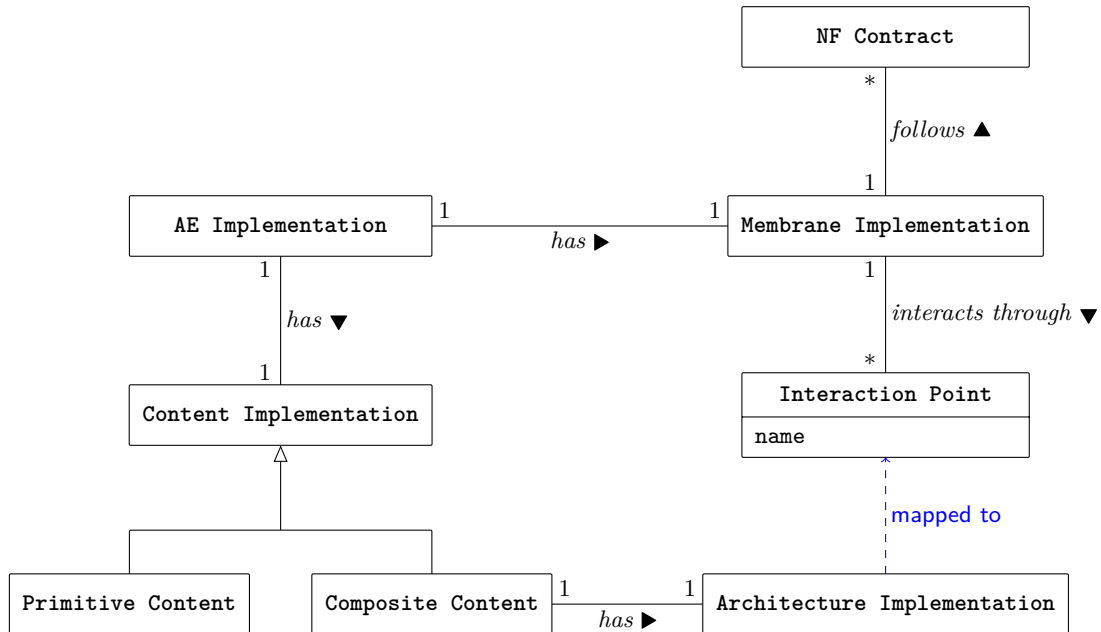 NF Contract
*
follows ▲
1
AE Implementation
1
1
has ▶
Membrane Implementation
1
has ▼
1
1
interacts through ▼
*
Content Implementation
Interaction Point
name
mapped to
Primitive Content
Composite Content
1
1
has ▶
Architecture Implementation